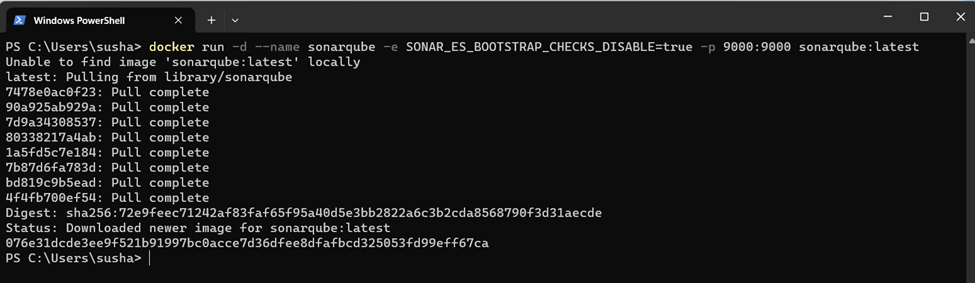 Windows PowerShell
PS C:\Users\susha> docker run -d --name sonarqube -e SONAR_ES_BOOTSTRAP_CHECKS_DISABLE=true -p 9000:9000 sonarqube:latest
Unable to find image 'sonarqube:latest' locally
latest: Pulling from library/sonarqube
7478e0ac0f23: Pull complete
90a925ab929a: Pull complete
7d9a34308537: Pull complete
80338217a4ab: Pull complete
1a5fd5c7e184: Pull complete
7b87d6fa783d: Pull complete
bd819c9b5ead: Pull complete
4f4fb700ef54: Pull complete
Digest: sha256:72e9feec71242af83faf65f95a40d5e3bb2822a6c3b2cda8568790f3d31aecde
Status: Downloaded newer image for sonarqube:latest
076e31dcde3ee9f521b91997bc0acce7d36dfee8dfafbcd325053fd99eff67ca
PS C:\Users\susha>